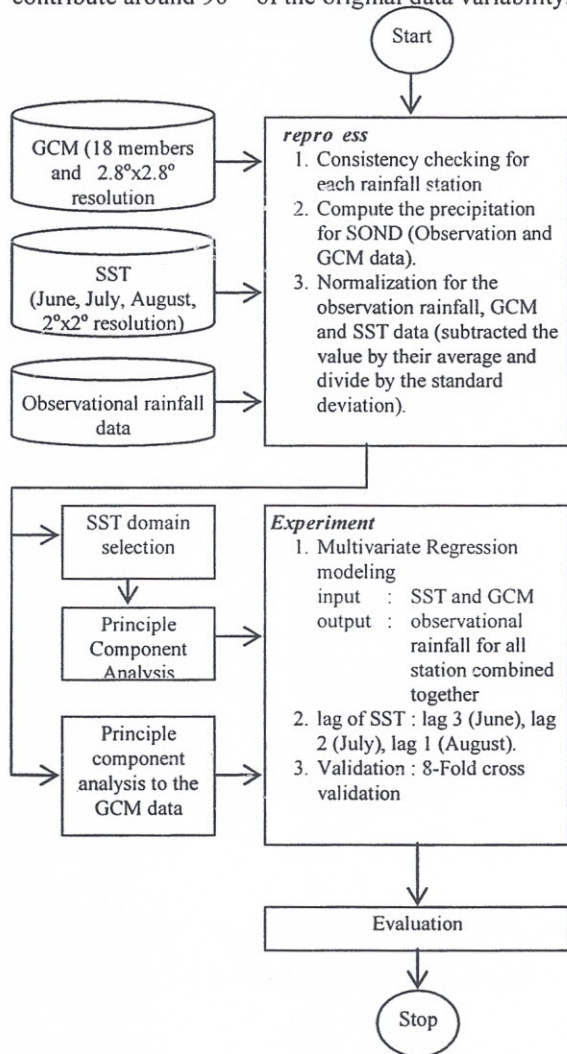 contribute around 90 of the original data variability.
Start
GCM (18 members
and 2.8°x2.8°
resolution
SST
(June, July, August,
2°x2° resolution)
Observational rainfall
data
repro ess
1. Consistency checking for
each rainfall station
2. Compute the precipitation
for SOND (Observation and
GCM data).
3. Normalization for the
observation rainfall, GCM
and SST data (subtracted the
value by their average and
divide by the standard
deviation).
SST domain
selection
Principle
Component
Analysis
Principle
component
analysis to the
GCM data
Experiment
1. Multivariate Regression
modeling
input : SST and GCM
output : observational
rainfall for all
station combined
together
2. lag of SST : lag 3 (June), lag
2 (July), lag 1 (August).
3. Validation : 8-Fold cross
validation
Evaluation
Stop